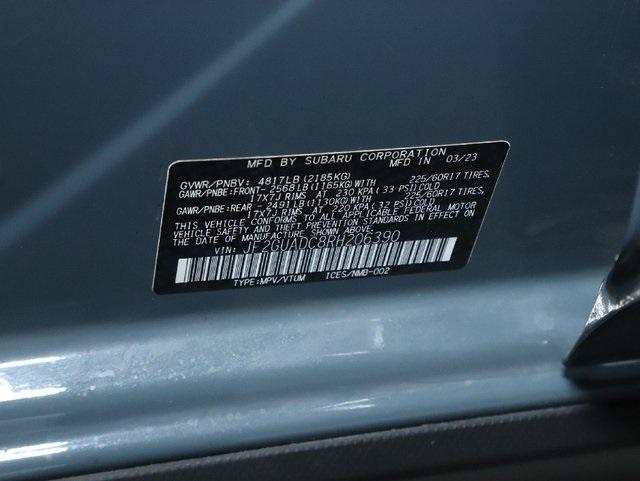 MFD BY SUBARU CORPORATION
MFD IN 03/23
GVWR/PNBV: 4817LB(2185KG)
GAWR/PNBE:FRONT-2568LB(1165KG)WITH 225/60R17 TIRES,
17X7J RIMS AT 230 KPA(33 PSI)COLD
GAWR/PNBE:REAR -2491LB(1130KG)WITH 225/60R17 TIRES,
17X7J RIMS AT 220 KPA(32 PSI)COLD
THIS VEHICLE CONFORMS TO ALL APPLICABLE FEDERAL MOTOR
VEHICLE SAFETY STANDARDS IN EFFECT ON
THE DATE OF MANUFACTURE SHOWN ABOVE.
VIN: JF2GUADC8RH206390
TYPE:MPV/VTUM ICES/NMB-002